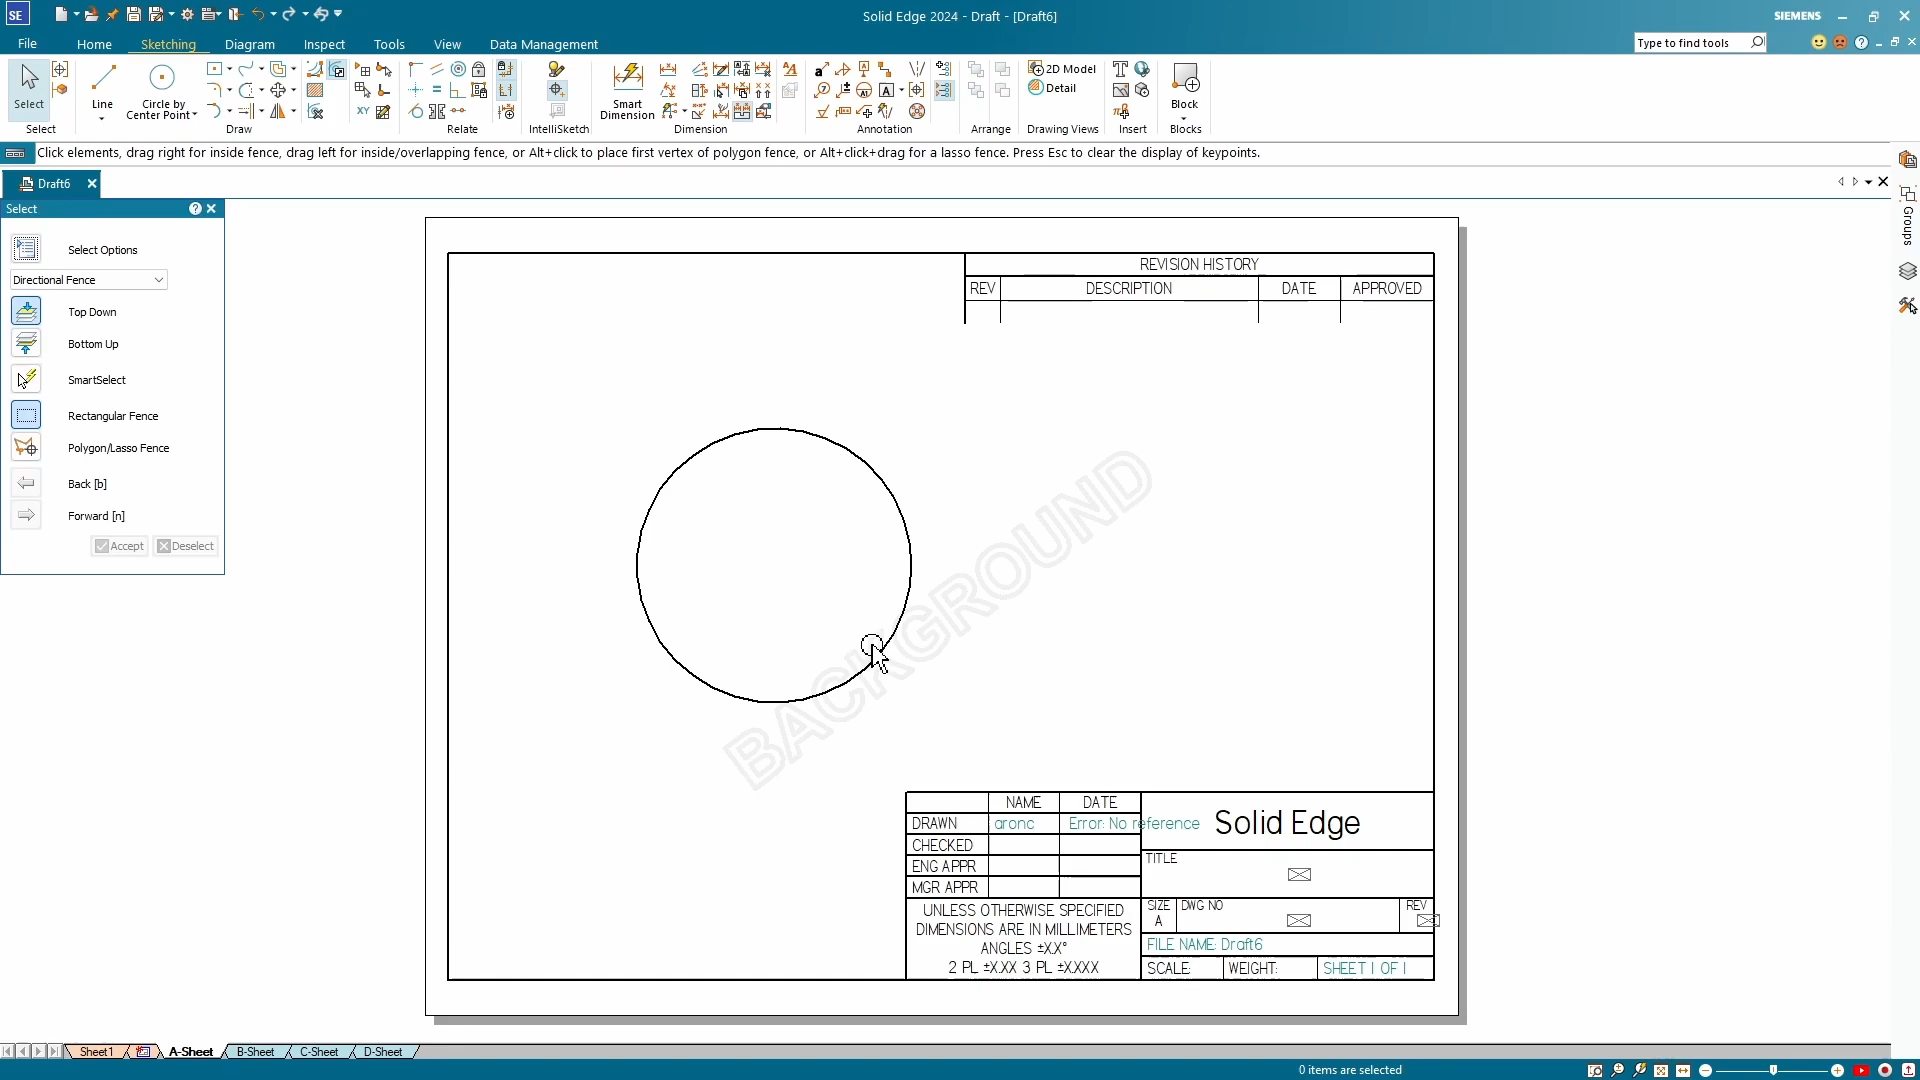 SE
Solid Edge 2024 - Draft - [Draft6]
SIEMENS
File
Home
Sketching
Diagram
Inspect
Tools
View
Data Management
Type to find tools
Select
Line
Circle by
Center Point
Smart
Dimension
2D Model
Detail
Block
Select
Draw
Relate
IntelliSketch
Dimension
Annotation
Arrange
Drawing Views
Insert
Blocks
Click elements, drag right for inside fence, drag left for inside/overlapping fence, or Alt+click to place first vertex of polygon fence, or Alt+click+drag for a lasso fence. Press Esc to clear the display of keypoints.
Draft6
Select
Select Options
Directional Fence
Top Down
Bottom Up
SmartSelect
Rectangular Fence
Polygon/Lasso Fence
Back [b]
Forward [n]
Accept
Deselect
Groups
REVISION HISTORY
REV
DESCRIPTION
DATE
APPROVED
BACKGROUND
NAME
DATE
DRAWN
aronc
Error: No reference
Solid Edge
CHECKED
ENG APPR
MGR APPR
TITLE
UNLESS OTHERWISE SPECIFIED
DIMENSIONS ARE IN MILLIMETERS
ANGLES ±X.X°
2 PL ±X.XX 3 PL ±X.XXX
SIZE
A
DWG NO
REV
FILE NAME: Draft6
SCALE:
WEIGHT:
SHEET 1 OF 1
Sheet1
A-Sheet
B-Sheet
C-Sheet
D-Sheet
0 items are selected